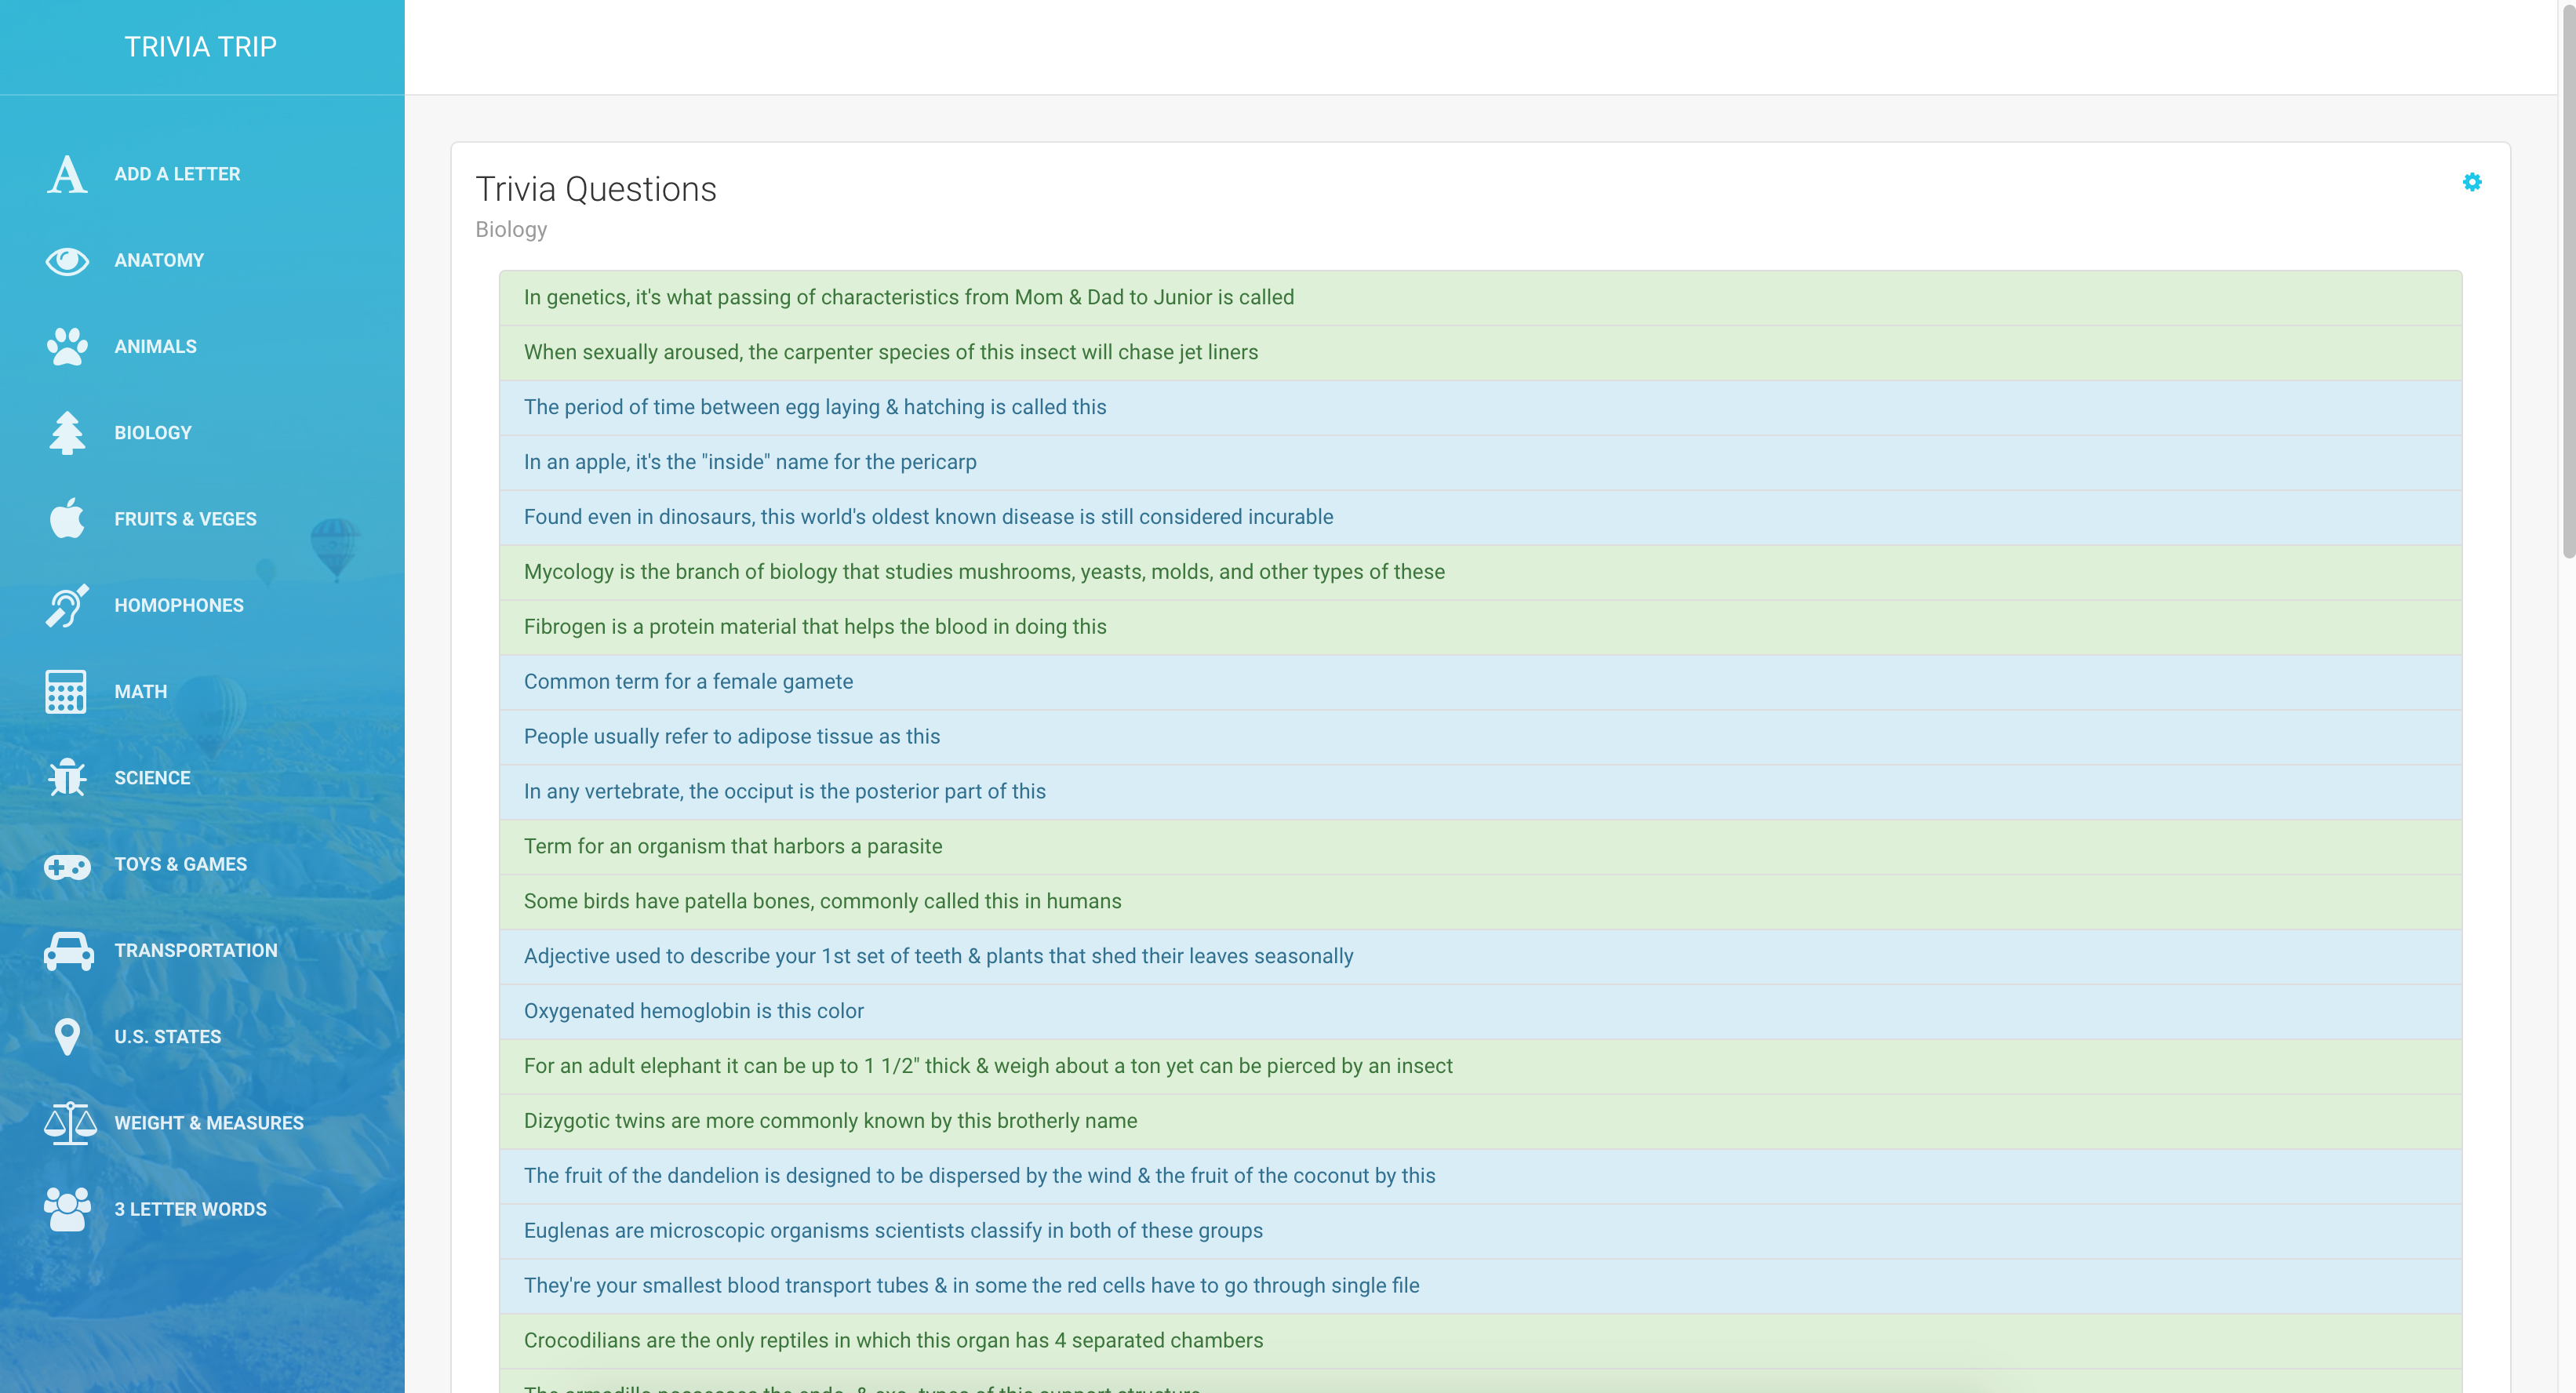 TRIVIA TRIP
ADD A LETTER
ANATOMY
ANIMALS
BIOLOGY
FRUITS & VEGES
HOMOPHONES
MATH
SCIENCE
TOYS & GAMES
TRANSPORTATION
U.S. STATES
WEIGHT & MEASURES
3 LETTER WORDS
Trivia Questions
Biology
In genetics, it's what passing of characteristics from Mom & Dad to Junior is called
When sexually aroused, the carpenter species of this insect will chase jet liners
The period of time between egg laying & hatching is called this
In an apple, it's the "inside" name for the pericarp
Found even in dinosaurs, this world's oldest known disease is still considered incurable
Mycology is the branch of biology that studies mushrooms, yeasts, molds, and other types of these
Fibrogen is a protein material that helps the blood in doing this
Common term for a female gamete
People usually refer to adipose tissue as this
In any vertebrate, the occiput is the posterior part of this
Term for an organism that harbors a parasite
Some birds have patella bones, commonly called this in humans
Adjective used to describe your 1st set of teeth & plants that shed their leaves seasonally
Oxygenated hemoglobin is this color
For an adult elephant it can be up to 1 1/2" thick & weigh about a ton yet can be pierced by an insect
Dizygotic twins are more commonly known by this brotherly name
The fruit of the dandelion is designed to be dispersed by the wind & the fruit of the coconut by this
Euglenas are microscopic organisms scientists classify in both of these groups
They're your smallest blood transport tubes & in some the red cells have to go through single file
Crocodilians are the only reptiles in which this organ has 4 separated chambers
The armadillo possesses the endo- & exo- types of this support structure